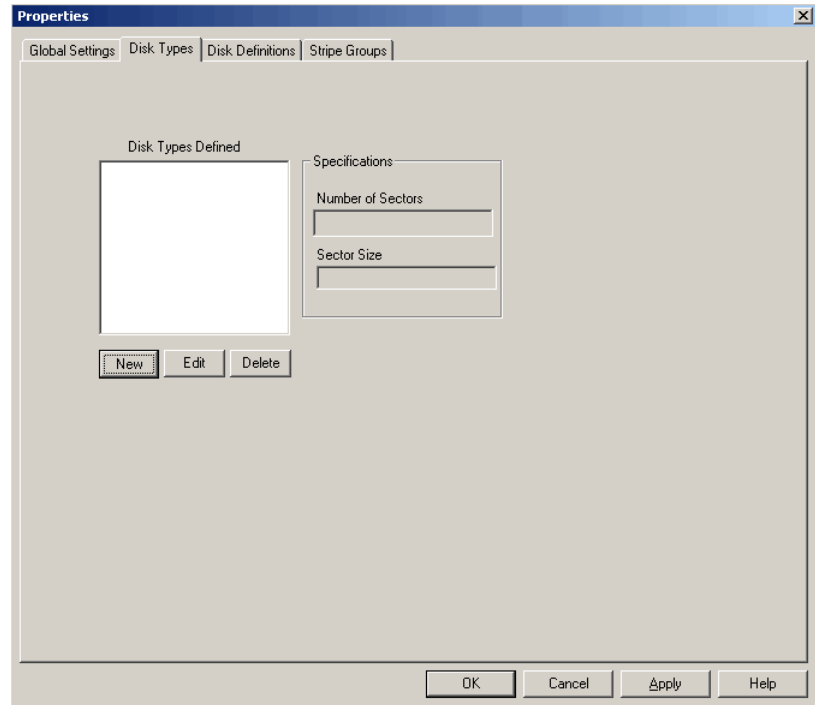 Properties
Global Settings Disk Types Disk Definitions Stripe Groups
Disk Types Defined
Specifications
Number of Sectors
Sector Size
New Edit Delete
OK Cancel Apply Help